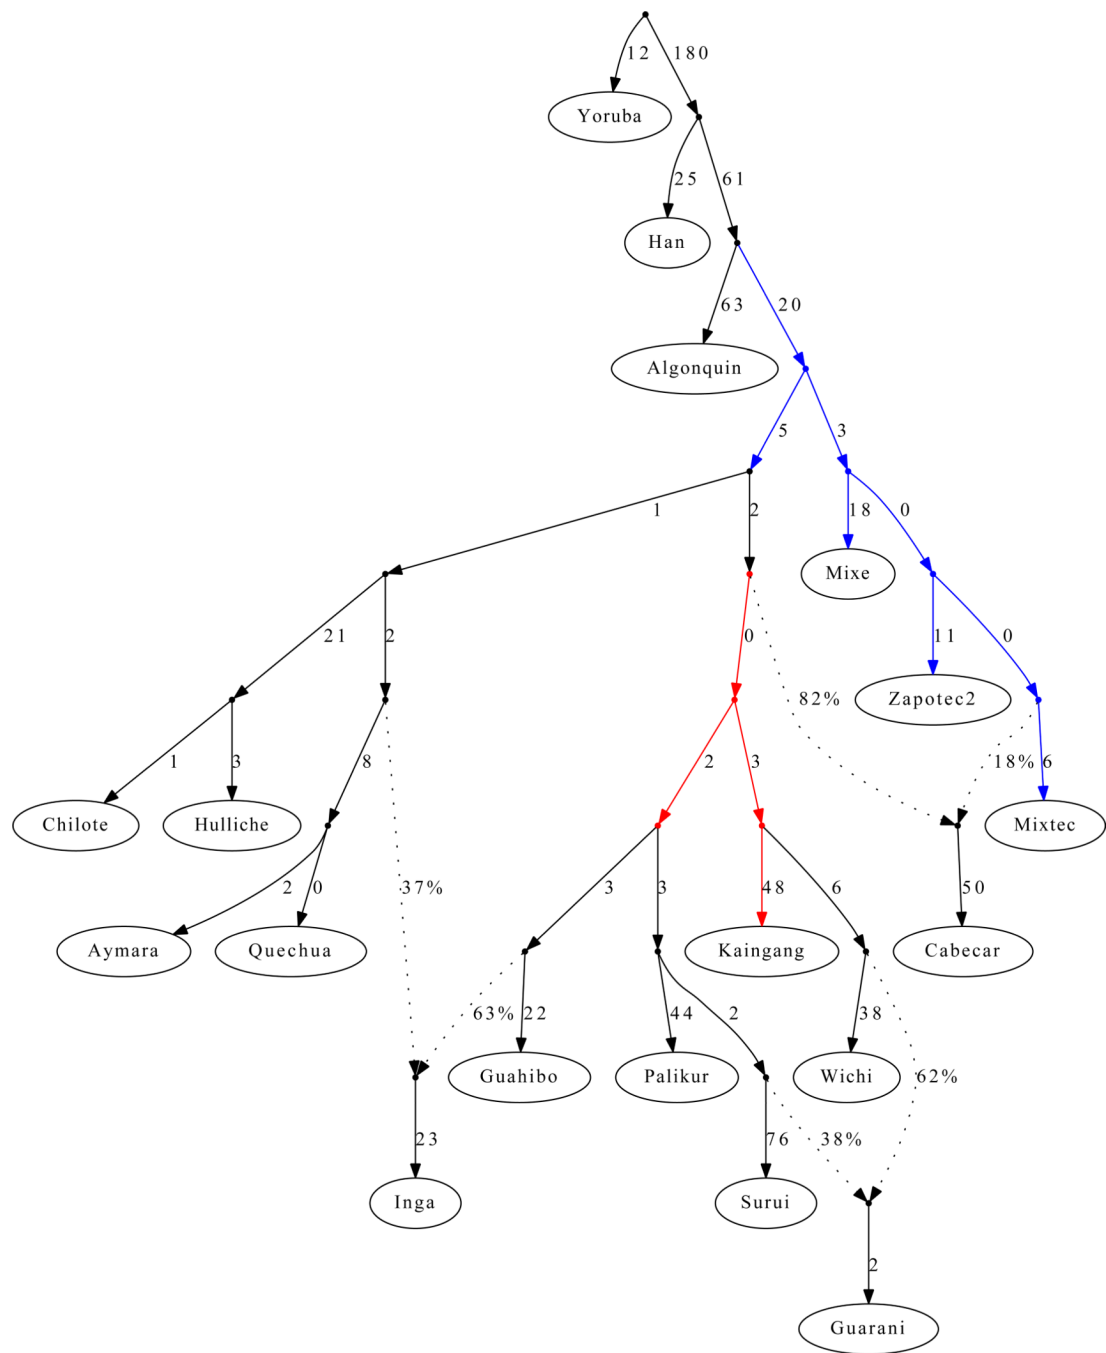 12 180
Yoruba
25 61
Han
63 20
Algonquin
5 3
1 2 18 0
Mixe
21 2 0 11 0
82% Zapotec2
1 3 8 2 3 18% 6
Chilote Hulliche Mixtec
2 0 37% 3 3 48 6 50
Aymara Quechua Kaingang Cabecar
63% 22 44 2 38
Guahibo Palikur Wichi 62%
23 76 38%
Inga Surui
2
Guarani